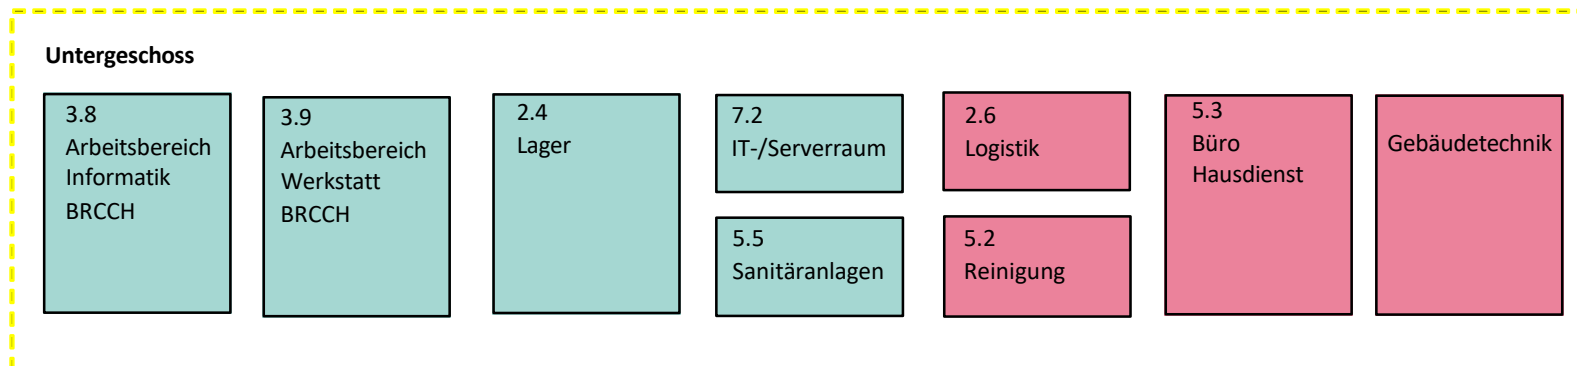 Untergeschoss
3.8
Arbeitsbereich
Informatik
BRCCH
3.9
Arbeitsbereich
Werkstatt
BRCCH
2.4
Lager
7.2
IT-/Serverraum
5.5
Sanitäranlagen
2.6
Logistik
5.2
Reinigung
5.3
Büro
Hausdienst
Gebäudetechnik